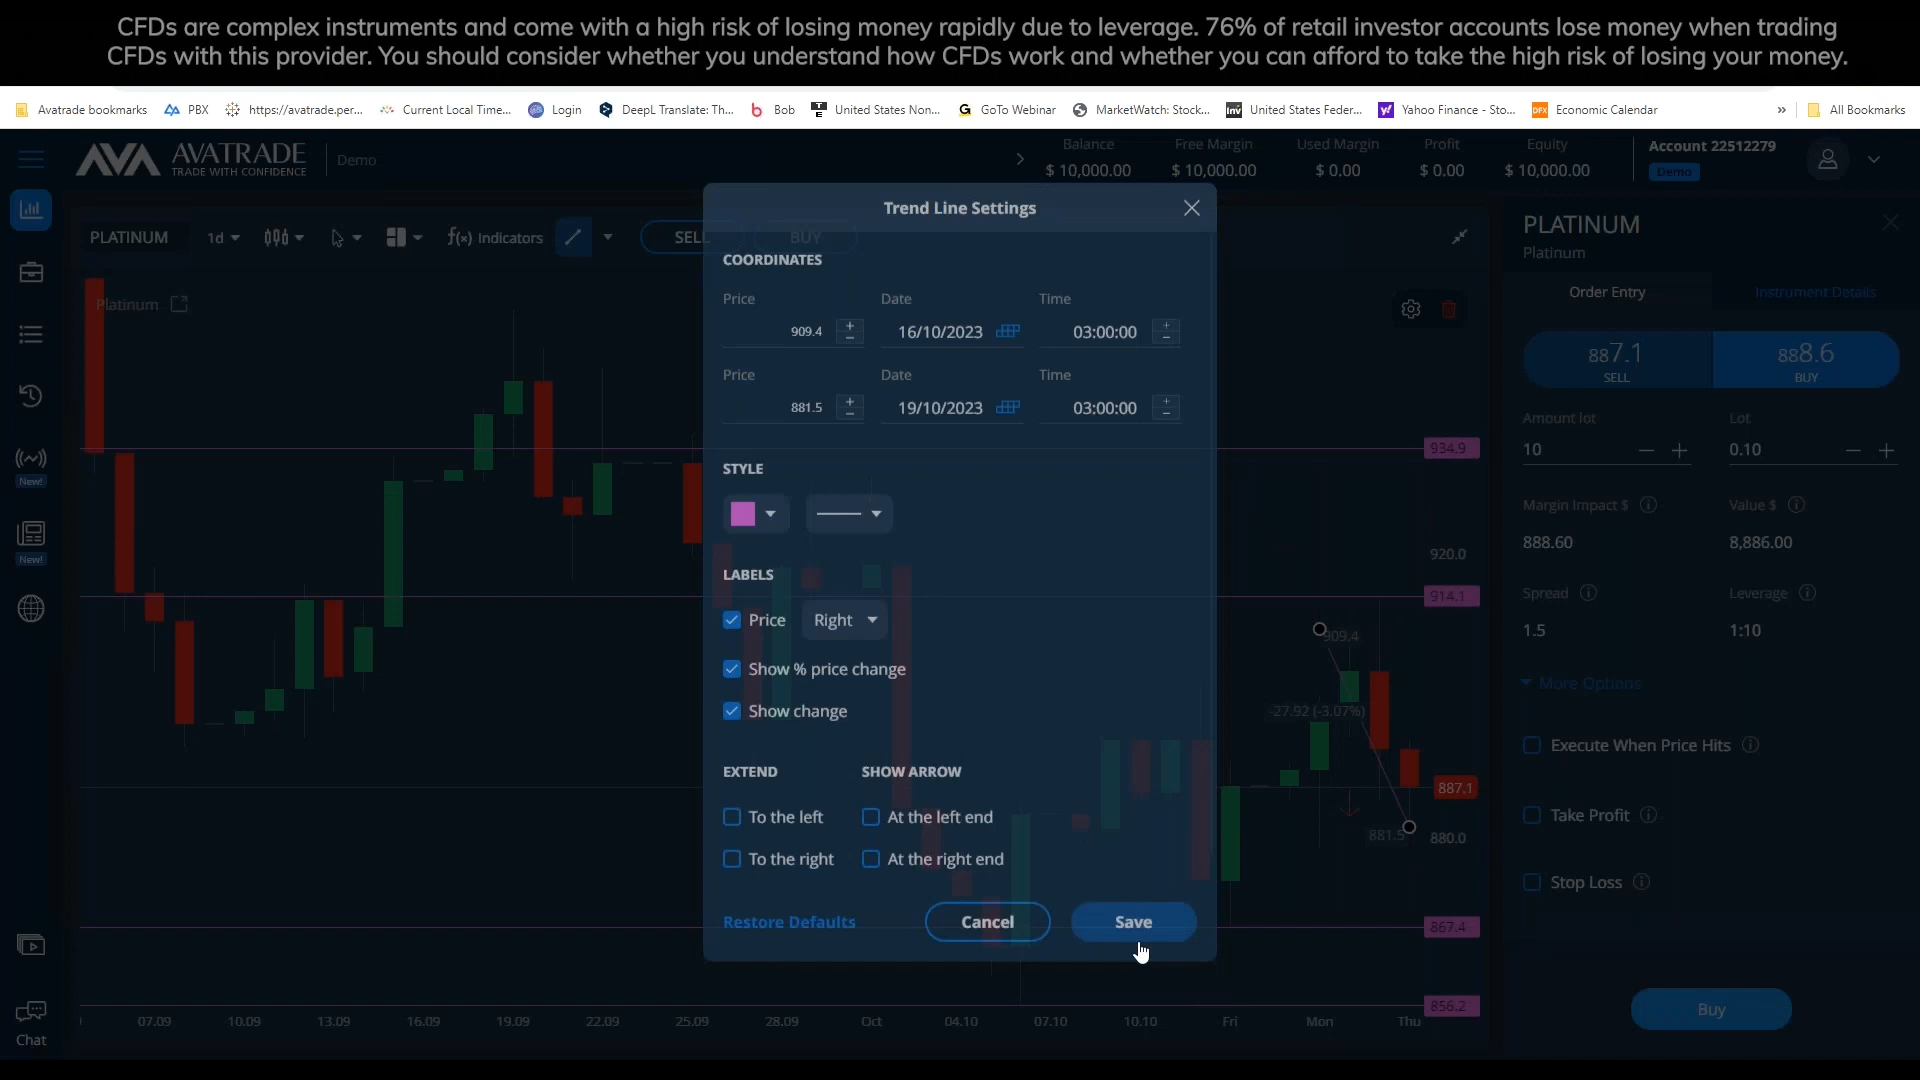 CFDs are complex instruments and come with a high risk of losing money rapidly due to leverage. 76% of retail investor accounts lose money when trading
CFDs with this provider. You should consider whether you understand how CFDs work and whether you can afford to take the high risk of losing your money.
Avatrade bookmarks PBX https://avatrade.per... Current Local Time... Login DeepL Translate: Th... Bob United States Non... GoTo Webinar MarketWatch: Stock... United States Feder... Yahoo Finance - Sto... Economic Calendar » All Bookmarks
AVA AVATRADE
TRADE WITH CONFIDENCE
Demo
Balance Free Margin Used Margin Profit Equity
$ 10,000.00 $ 10,000.00 $ 0.00 $ 0.00 $ 10,000.00
Account 22512279
Demo
PLATINUM 1d f(x) Indicators SELL BUY
Platinum
New!
New!
Chat
Trend Line Settings
COORDINATES
Price Date Time
909.4 + − 16/10/2023 03:00:00 + −
Price Date Time
881.5 + − 19/10/2023 03:00:00 + −
STYLE
LABELS
Price Right
Show % price change
Show change
EXTEND SHOW ARROW
To the left At the left end
To the right At the right end
Restore Defaults Cancel Save
934.9
920.0
914.1
909.4
-27.92 (-3.07%)
887.1
881.5
880.0
867.4
856.2
07.09 10.09 13.09 16.09 19.09 22.09 25.09 28.09 Oct 04.10 07.10 10.10 Fri Mon Thu
PLATINUM
Platinum
Order Entry Instrument Details
887.1 888.6
SELL BUY
Amount lot Lot
10 0.10
Margin Impact $ Value $
888.60 8,886.00
Spread Leverage
1.5 1:10
More Options
Execute When Price Hits
Take Profit
Stop Loss
Buy